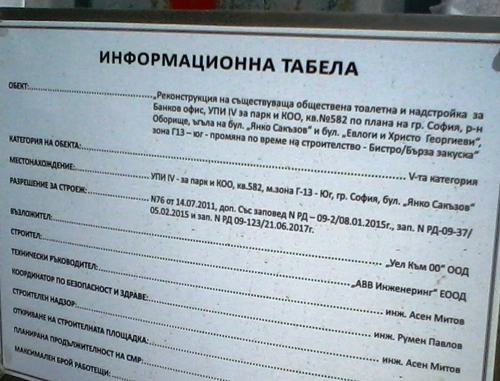 ИНФОРМАЦИОННА ТАБЕЛА
ОБЕКТ: „Реконструкция на съществуваща обществена тоалетна и надстройка за
Банков офис, УПИ IV за парк и КОО, кв.№582 по плана на гр. София, р-н
Оборище, ъгъла на бул. „Янко Сакъзов" и бул. „Евлоги и Христо Георгиеви",
зона Г13 – юг - промяна по време на строителство - Бистро/Бърза закуска"
КАТЕГОРИЯ НА ОБЕКТА: V-та категория
МЕСТОНАХОЖДЕНИЕ: УПИ IV - за парк и КОО, кв.582, м.зона Г-13 - Юг, гр. София, бул. „Янко Сакъзов"
РАЗРЕШЕНИЕ ЗА СТРОЕЖ: N76 от 14.07.2011, доп. Със заповед N РД – 09-2/08.01.2015г., зап. N РД-09-37/
05.02.2015 и зап. N РД 09-123/21.06.2017г.
ВЪЗЛОЖИТЕЛ: „Уел Към 00" ООД
СТРОИТЕЛ: „АВВ Инженеринг" ЕООД
ТЕХНИЧЕСКИ РЪКОВОДИТЕЛ: инж. Асен Митов
КООРДИНАТОР ПО БЕЗОПАСНОСТ И ЗДРАВЕ: инж. Румен Павлов
СТРОИТЕЛЕН НАДЗОР: инж. Асен Митов
ОТКРИВАНЕ НА СТРОИТЕЛНАТА ПЛОЩАДКА:
ПЛАНИРАНА ПРОДЪЛЖИТЕЛНОСТ НА СМР:
МАКСИМАЛЕН БРОЙ РАБОТЕЩИ: